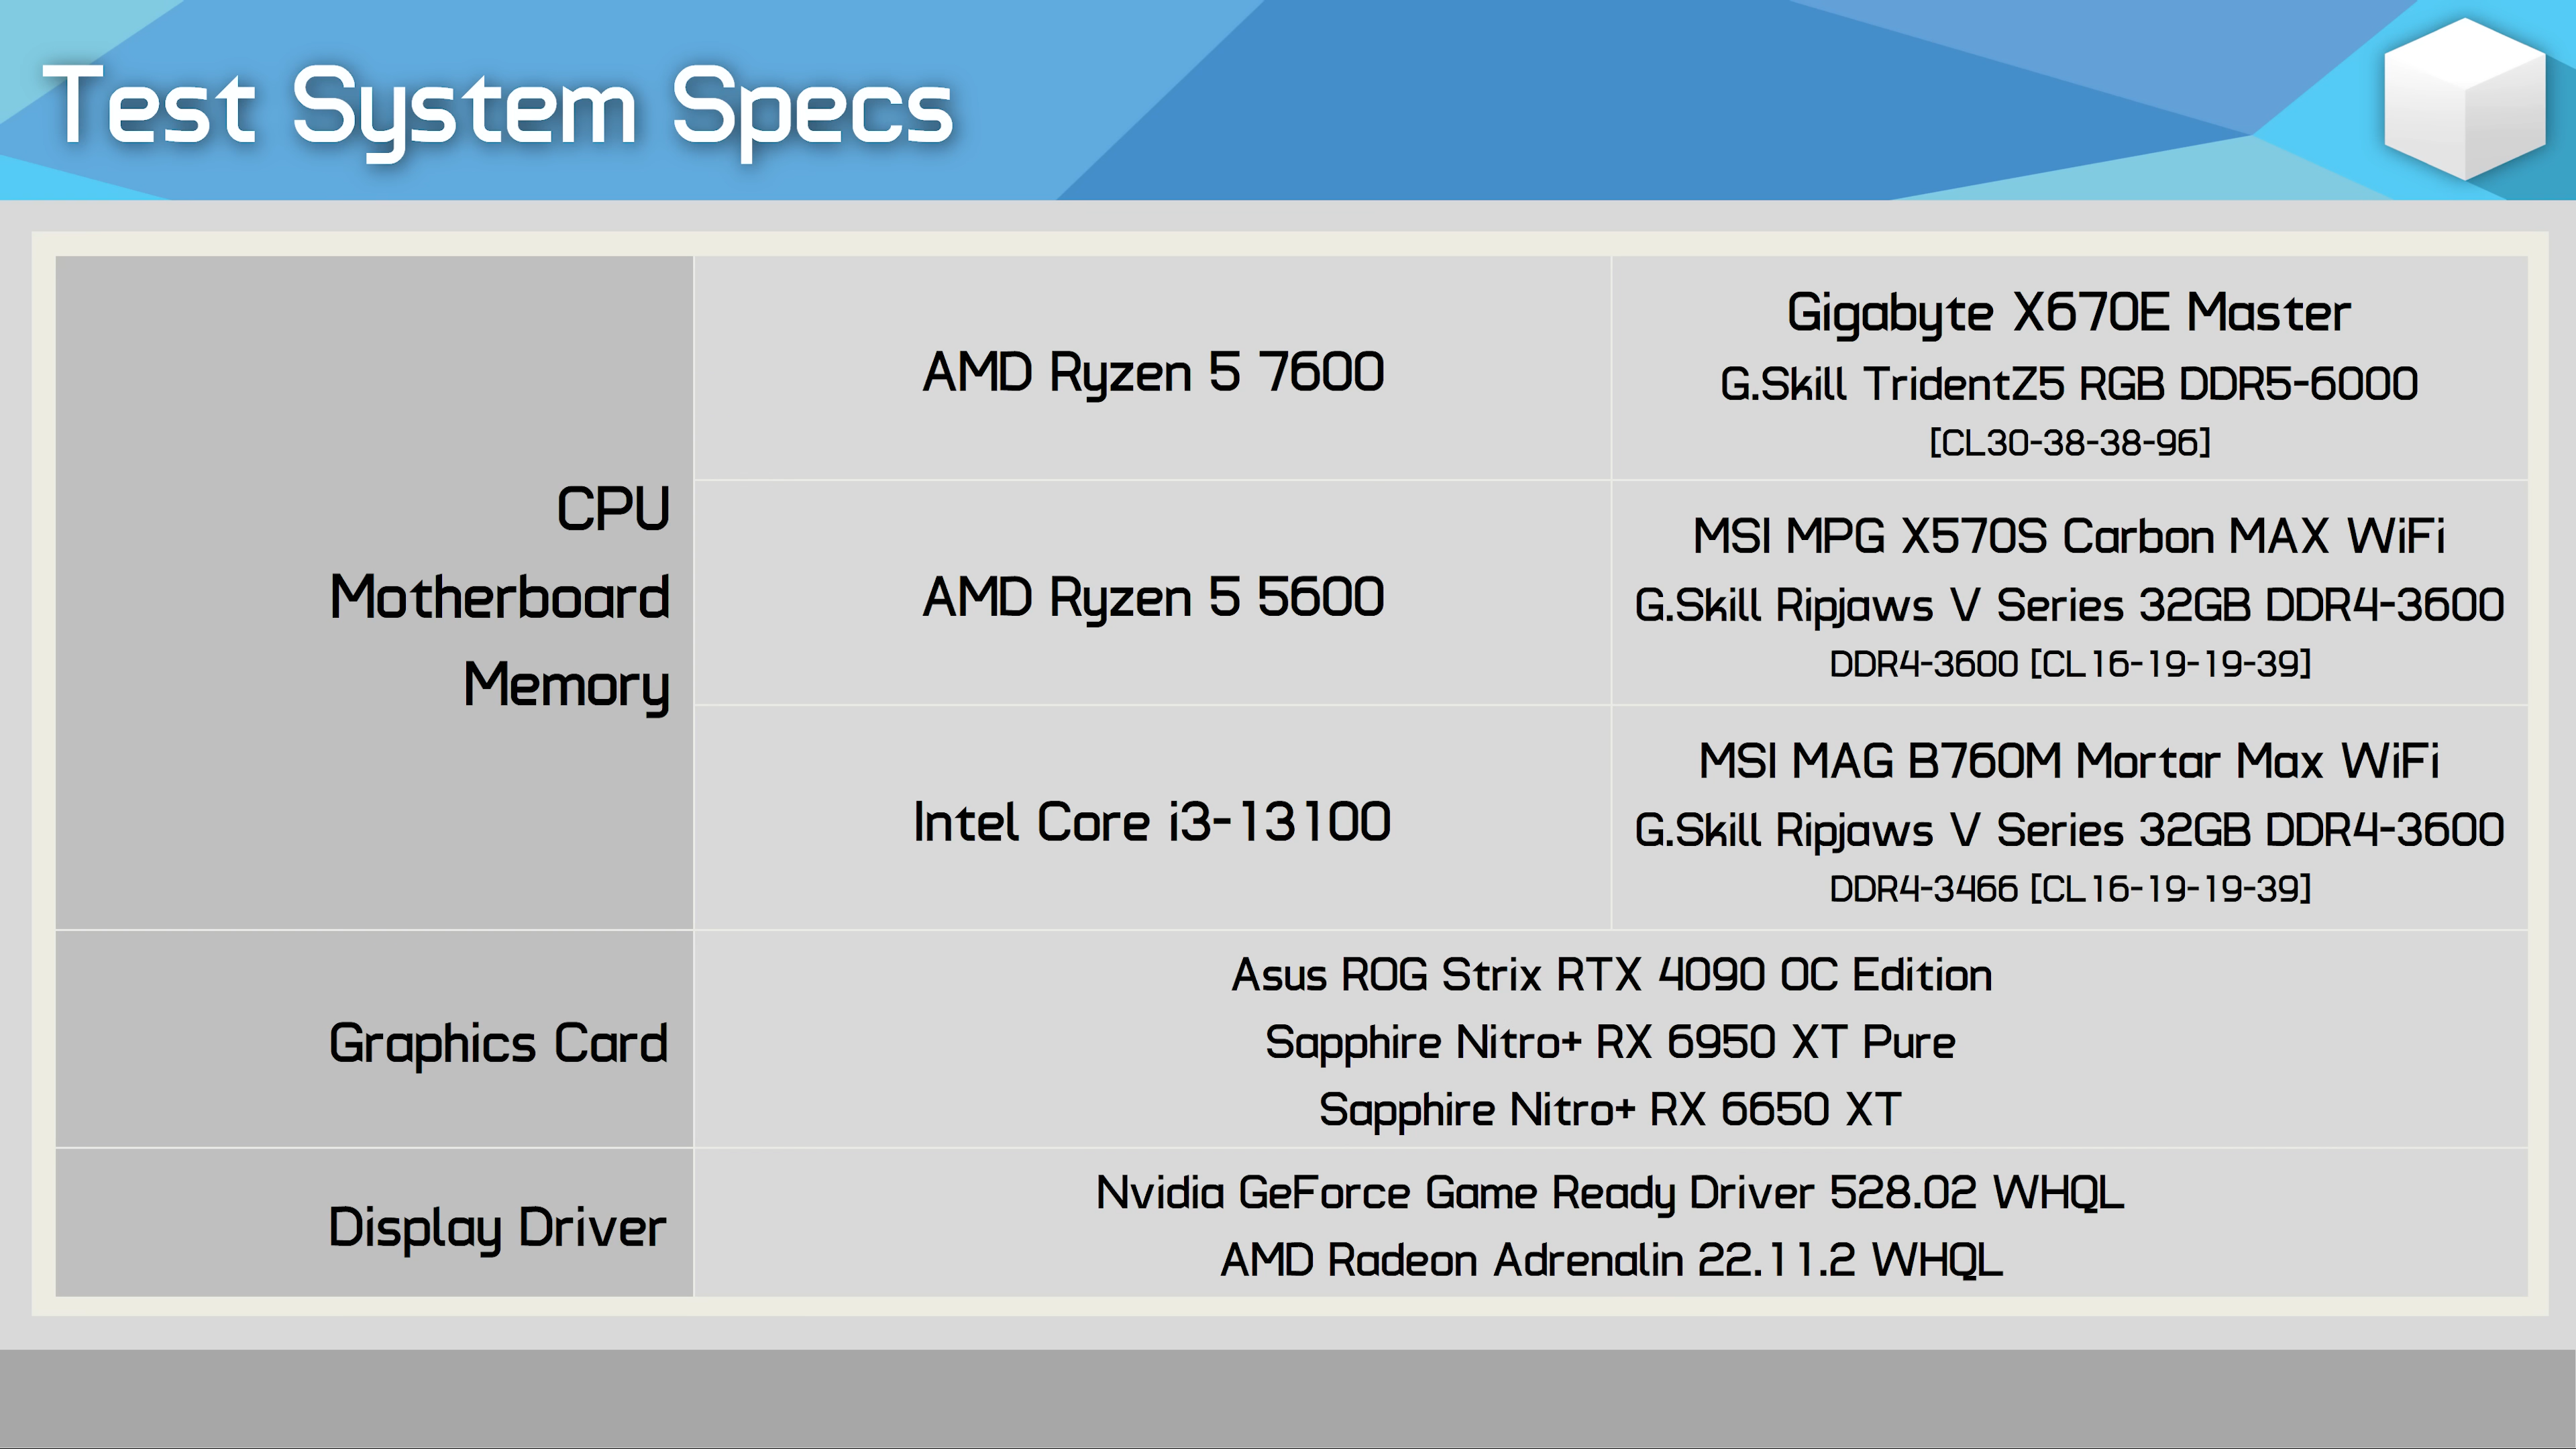 Test System Specs
CPU
Motherboard
Memory
AMD Ryzen 5 7600
Gigabyte X670E Master
G.Skill TridentZ5 RGB DDR5-6000
[CL30-38-38-96]
AMD Ryzen 5 5600
MSI MPG X570S Carbon MAX WiFi
G.Skill Ripjaws V Series 32GB DDR4-3600
DDR4-3600 [CL16-19-19-39]
Intel Core i3-13100
MSI MAG B760M Mortar Max WiFi
G.Skill Ripjaws V Series 32GB DDR4-3600
DDR4-3466 [CL16-19-19-39]
Graphics Card
Asus ROG Strix RTX 4090 OC Edition
Sapphire Nitro+ RX 6950 XT Pure
Sapphire Nitro+ RX 6650 XT
Display Driver
Nvidia GeForce Game Ready Driver 528.02 WHQL
AMD Radeon Adrenalin 22.11.2 WHQL